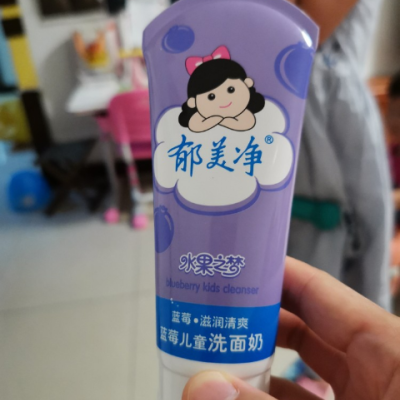 郁美净®
水果之梦
blueberry kids cleanser
蓝莓•滋润清爽
蓝莓儿童洗面奶